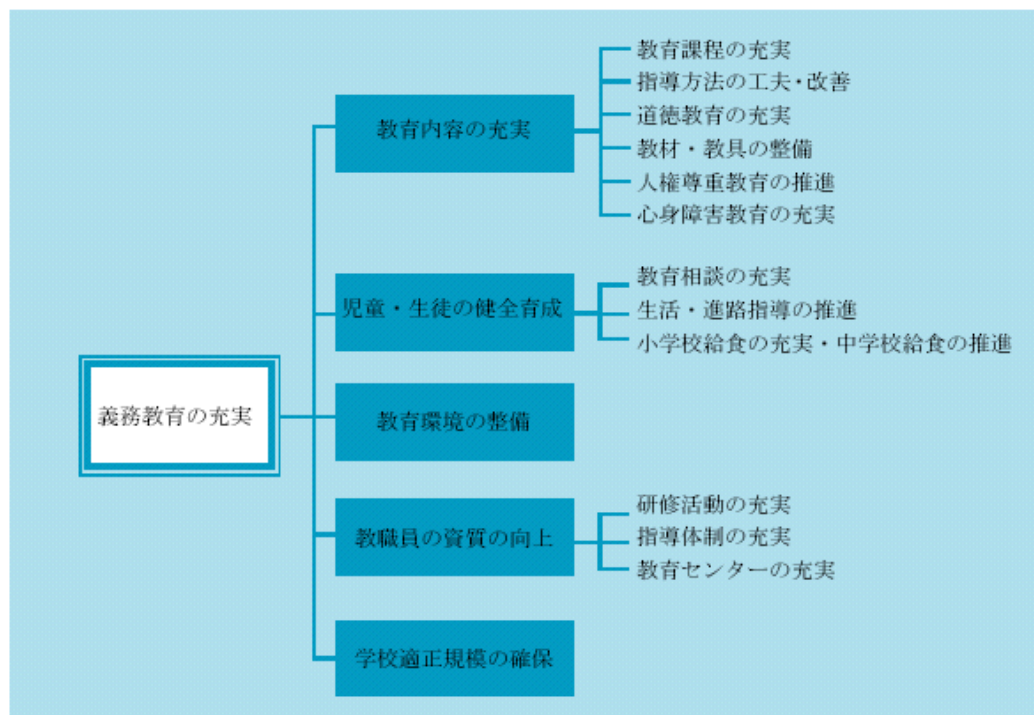 義務教育の充実
教育内容の充実
教育課程の充実
指導方法の工夫・改善
道徳教育の充実
教材・教具の整備
人権尊重教育の推進
心身障害教育の充実
児童・生徒の健全育成
教育相談の充実
生活・進路指導の推進
小学校給食の充実・中学校給食の推進
教育環境の整備
教職員の資質の向上
研修活動の充実
指導体制の充実
教育センターの充実
学校適正規模の確保